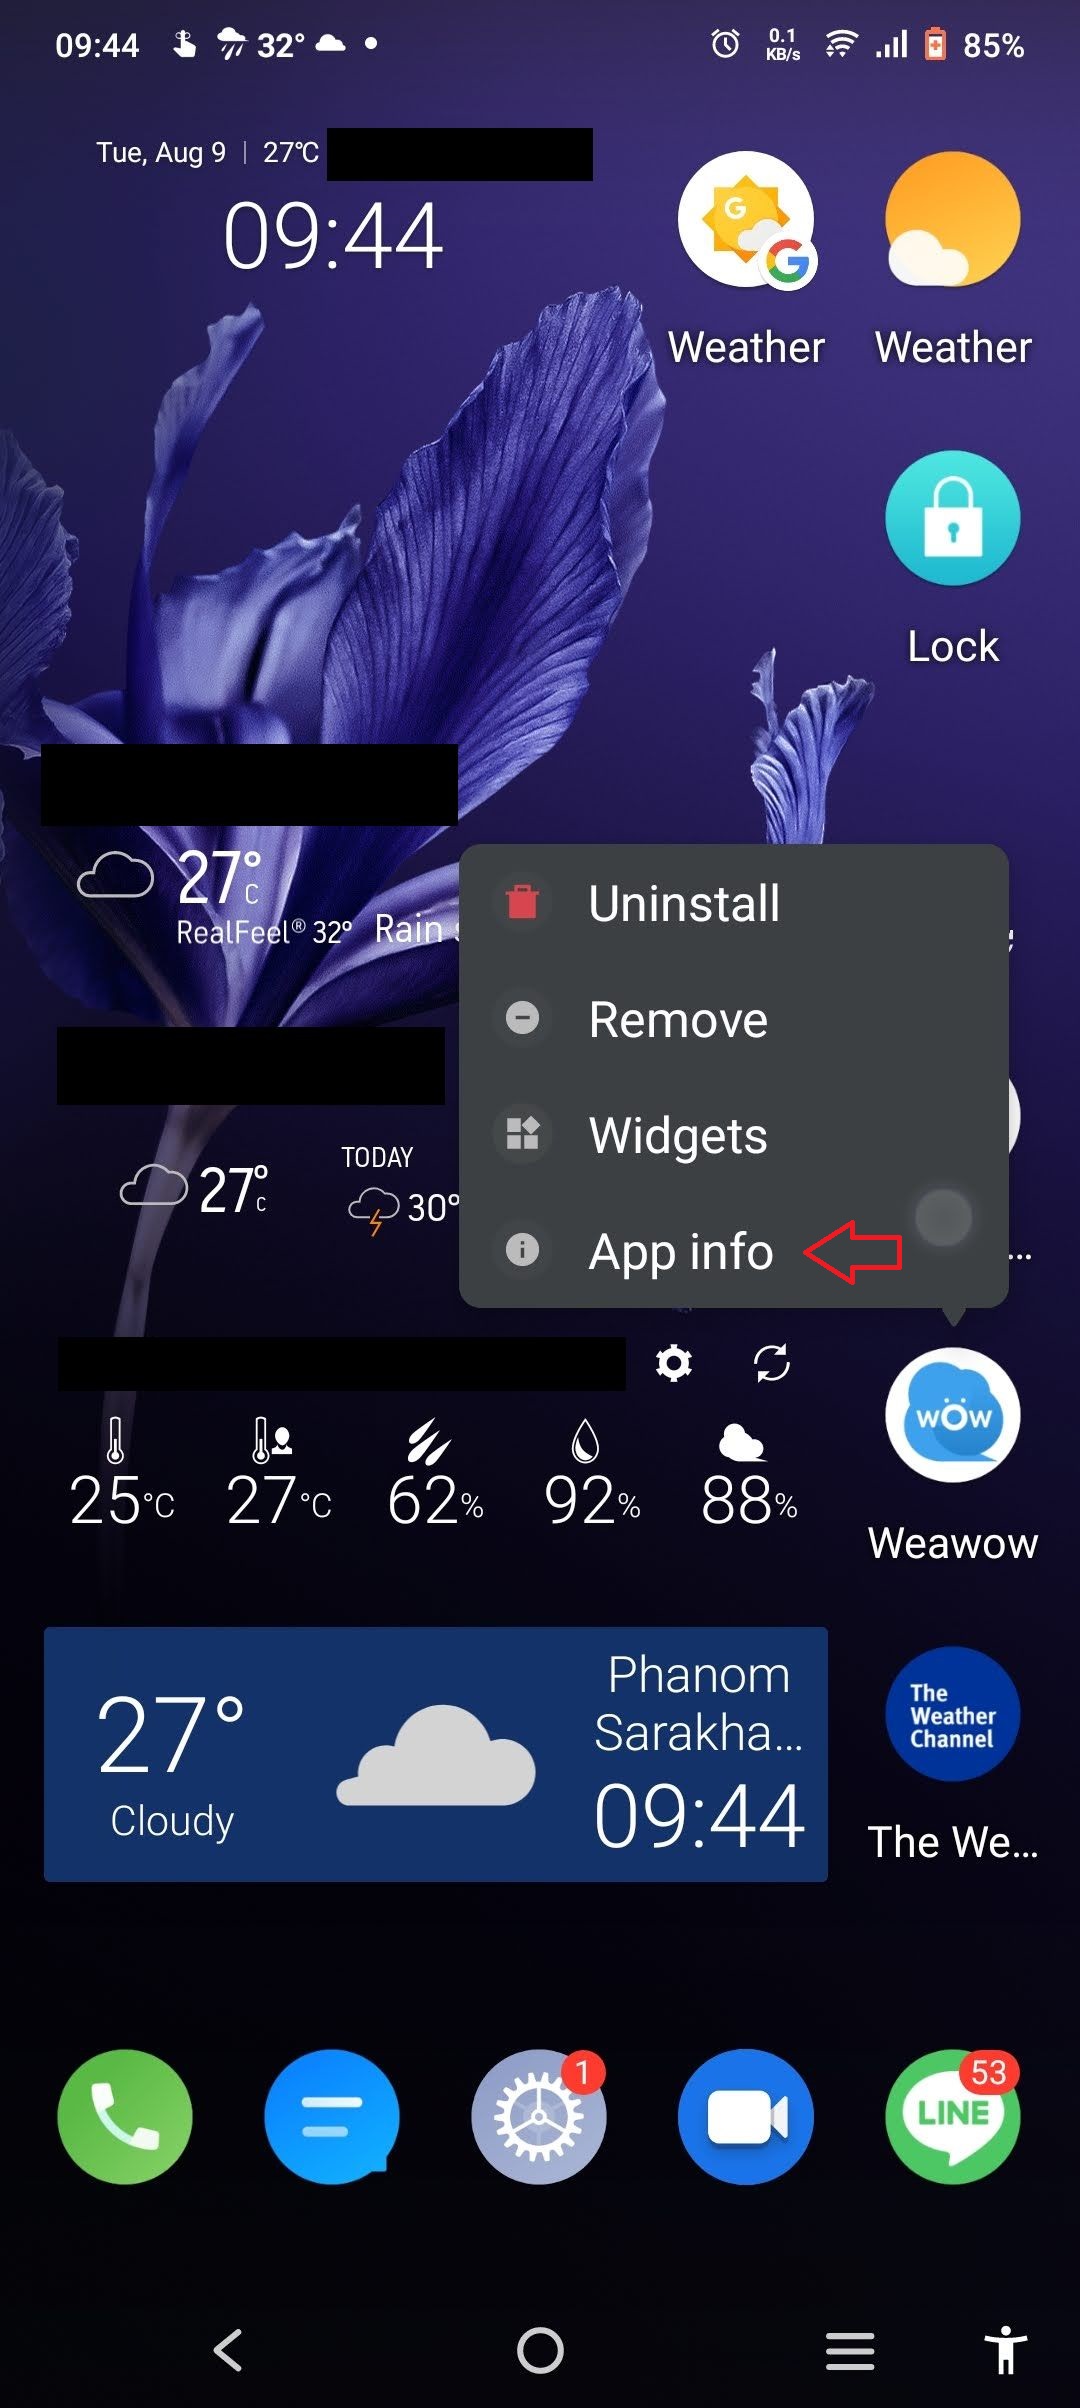 09:44 32° 0.1 KB/s 85%
Tue, Aug 9 | 27°C
09:44
Weather
Weather
Lock
27°C
RealFeel® 32° Rain
Uninstall
Remove
Widgets
App info
27°C
TODAY
30°
...
25°C 27°C 62% 92% 88%
wöw
Weawow
27°
Cloudy
Phanom
Sarakha...
09:44
The
Weather
Channel
The We...
1
53
LINE